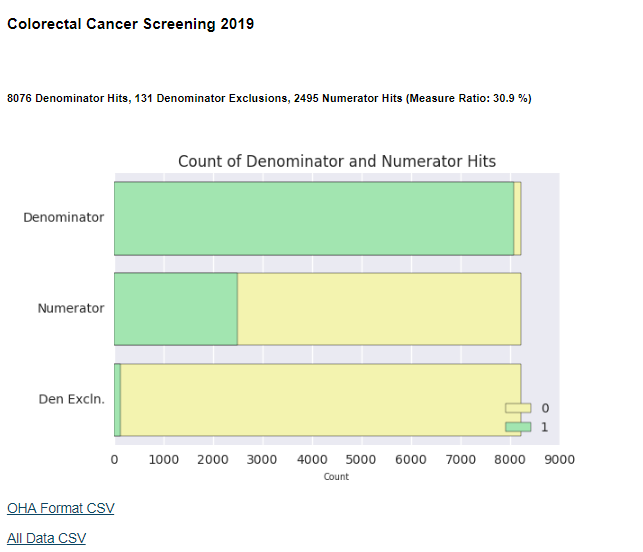 Colorectal Cancer Screening 2019
8076 Denominator Hits, 131 Denominator Exclusions, 2495 Numerator Hits (Measure Ratio: 30.9 %)
Count of Denominator and Numerator Hits
Denominator
Numerator
Den Excln.
0
1
0 1000 2000 3000 4000 5000 6000 7000 8000 9000
Count
OHA Format CSV
All Data CSV